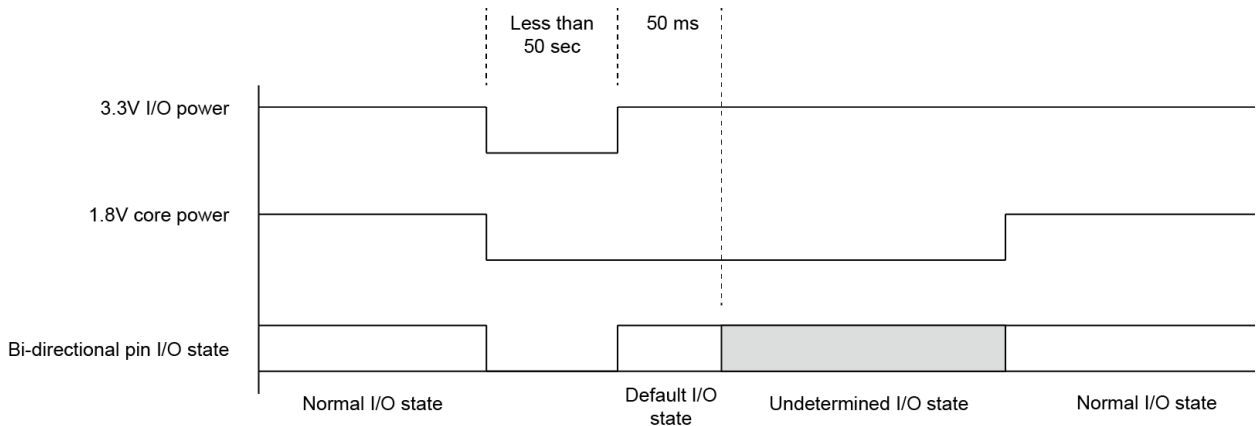 Less than
50 sec
50 ms
3.3V I/O power
1.8V core power
Bi-directional pin I/O state
Normal I/O state
Default I/O
state
Undetermined I/O state
Normal I/O state